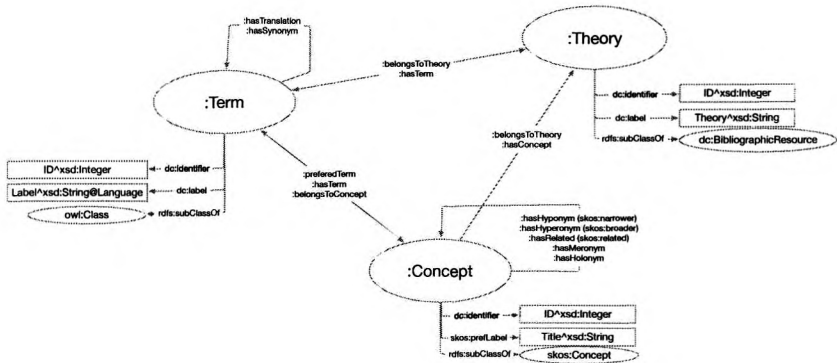 :hasTranslation
:hasSynonym
:Theory
:belongsToTheory
:hasTerm
:Term
dc:identifier
ID^xsd:Integer
dc:label
Theory^xsd:String
rdfs:subClassOf
dc:BibliographicResource
:belongsToTheory
:hasConcept
ID^xsd:Integer
dc:identifier
Label^xsd:String@Language
dc:label
owl:Class
rdfs:subClassOf
:preferedTerm
:hasTerm
:belongsToConcept
:hasHyponym (skos:narrower)
:hasHyperonym (skos:broader)
:hasRelated (skos:related)
:hasMeronym
:hasHolonym
:Concept
dc:identifier
ID^xsd:Integer
skos:prefLabel
Title^xsd:String
rdfs:subClassOf
skos:Concept